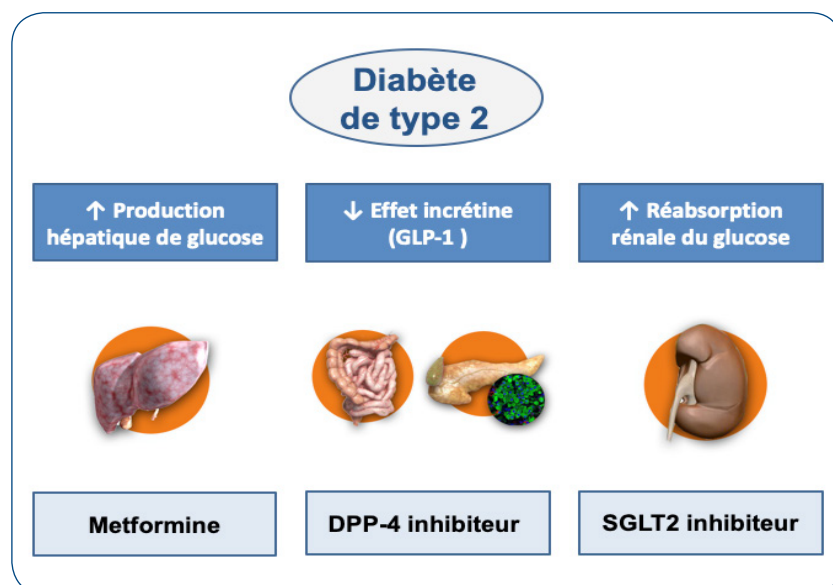 Diabète
de type 2
↑ Production
hépatique de glucose
↓ Effet incrétine
(GLP-1 )
↑ Réabsorption
rénale du glucose
Metformine
DPP-4 inhibiteur
SGLT2 inhibiteur